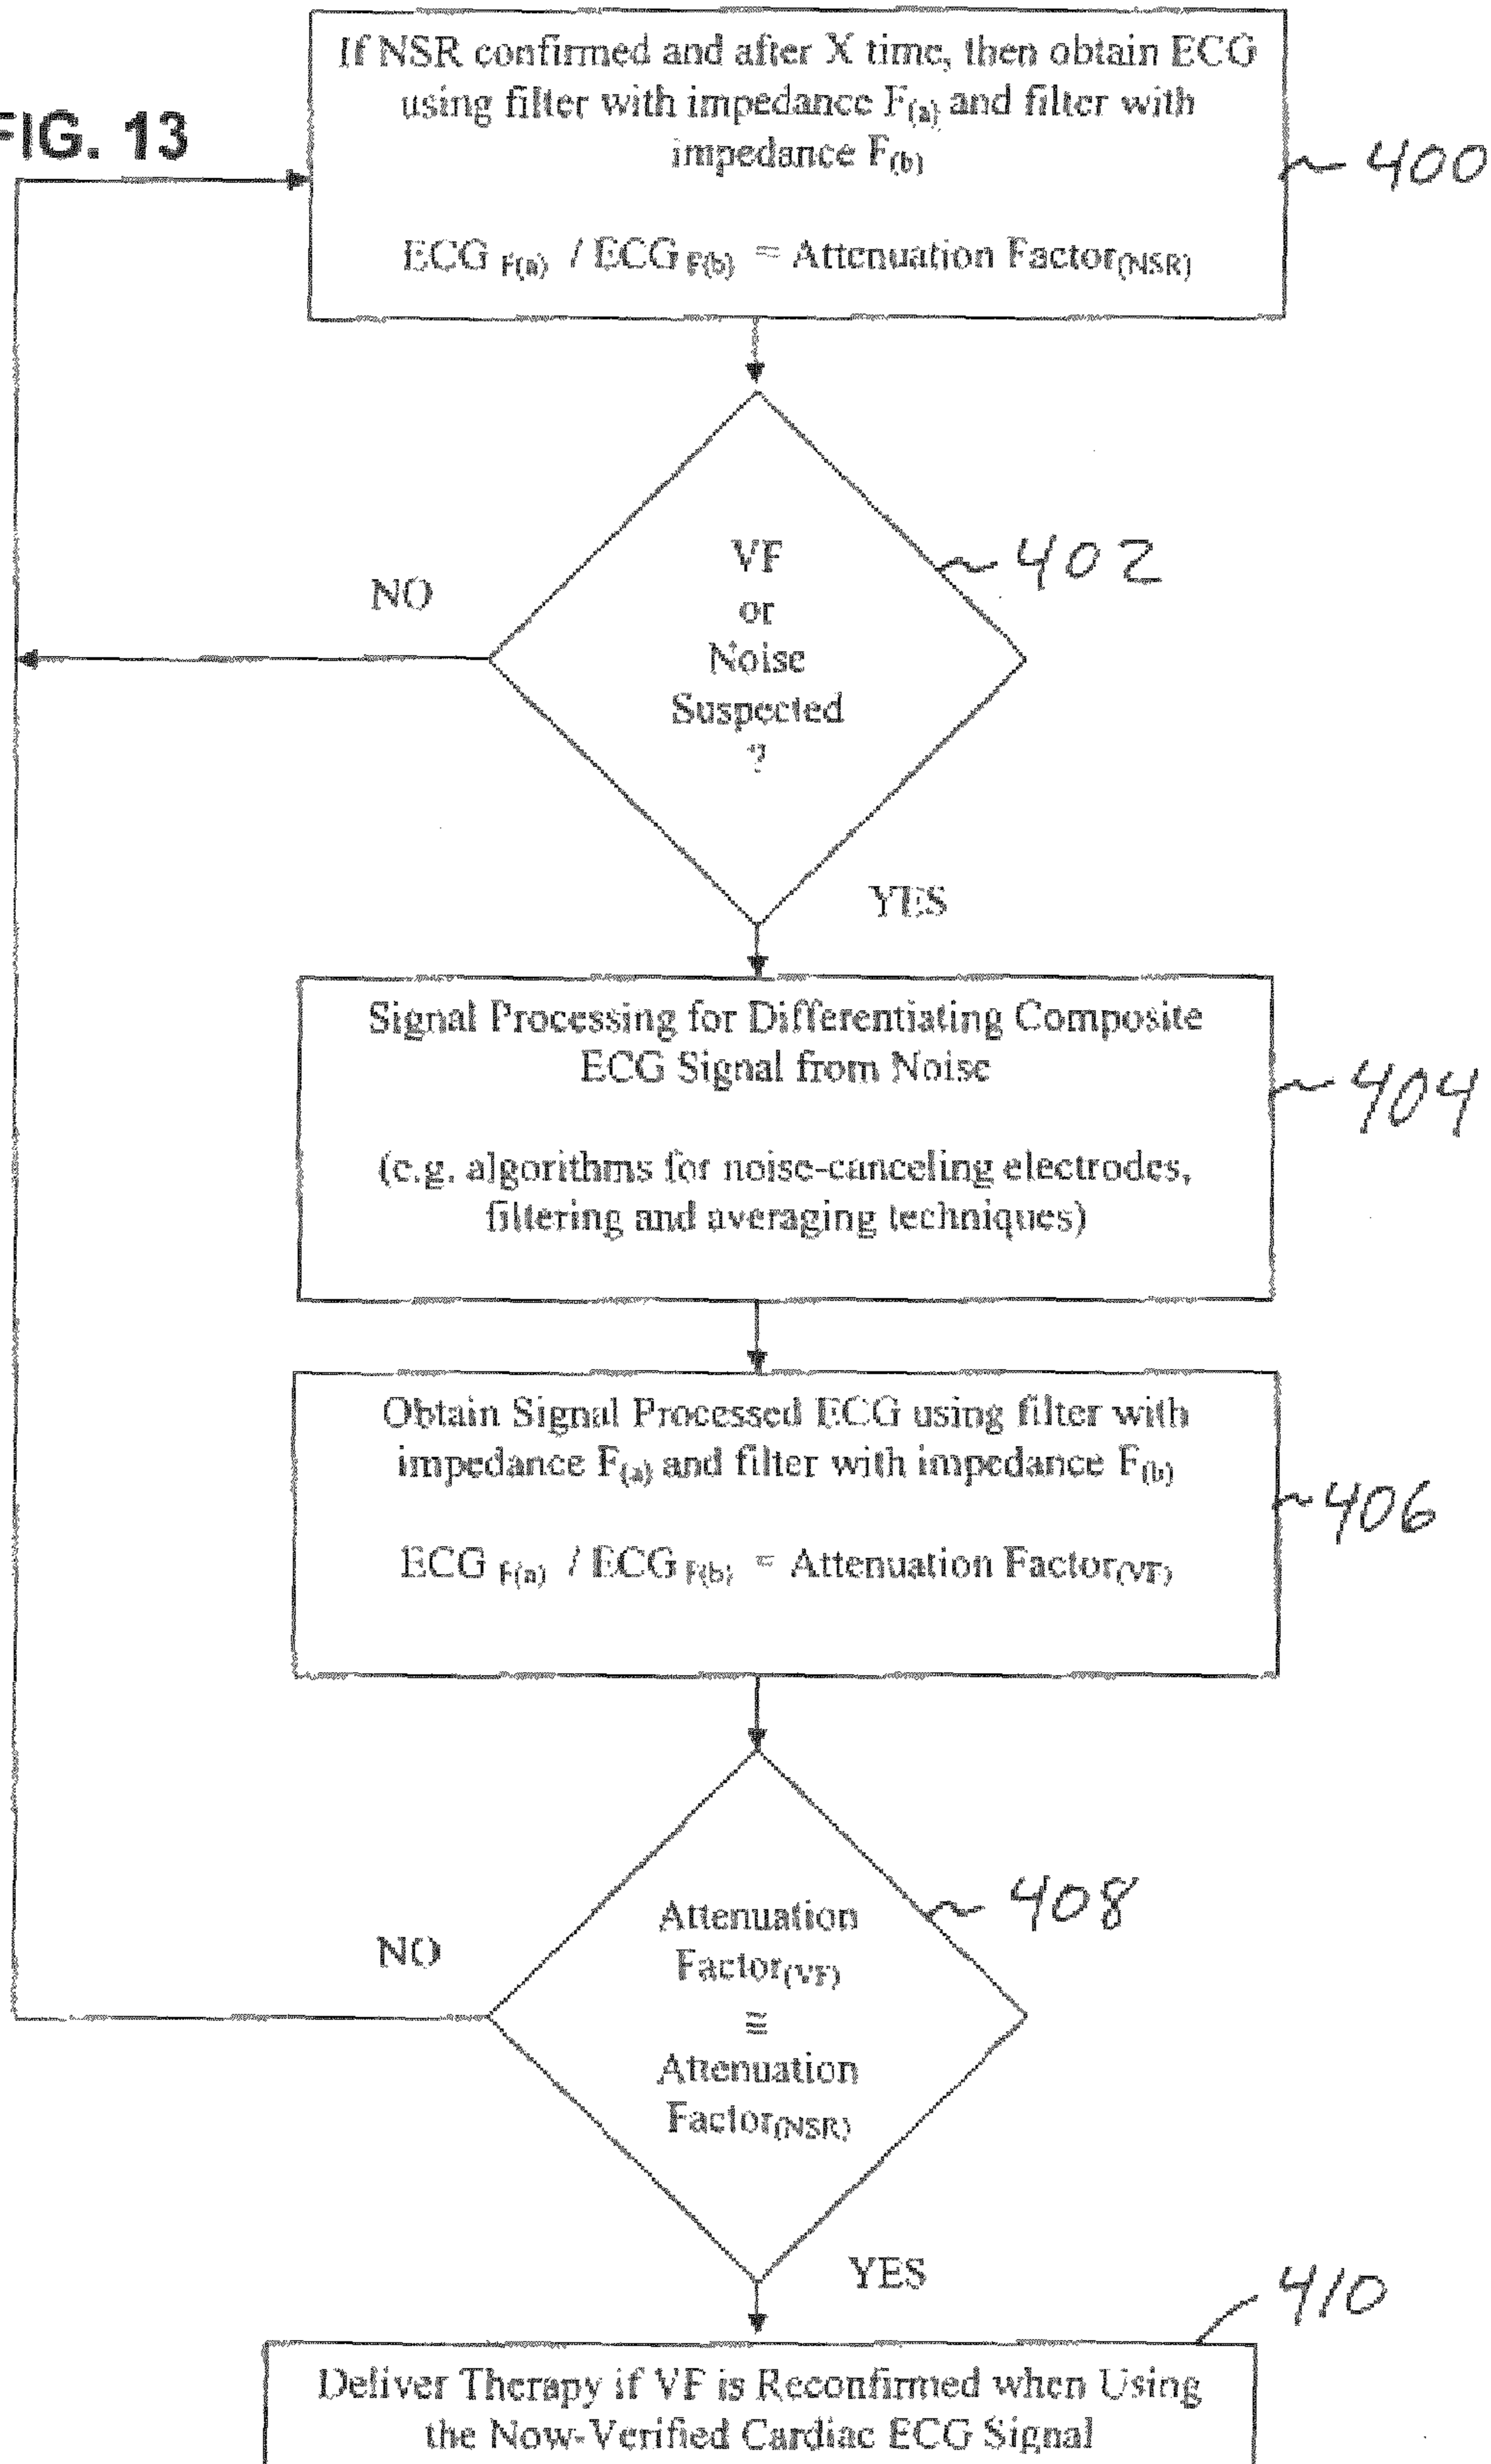 If NSR confirmed and after X time, then obtain ECG
using filter with impedance F(a) and filter with
impedance F(b)
FIG. 13
400
ECG F(a) / ECG F(b) = Attenuation Factor(NSR)
VF
or
Noise
Suspected
?
402
NO
YES
Signal Processing for Differentiating Composite
ECG Signal from Noise
404
(e.g. algorithms for noise-canceling electrodes,
filtering and averaging techniques)
Obtain Signal Processed ECG using filter with
impedance F(a) and filter with impedance F(b)
406
ECG F(a) / ECG F(b) = Attenuation Factor(VF)
Attenuation
Factor(VF)
≅
Attenuation
Factor(NSR)
408
NO
YES
410
Deliver Therapy if VF is Reconfirmed when Using
the Now-Verified Cardiac ECG Signal